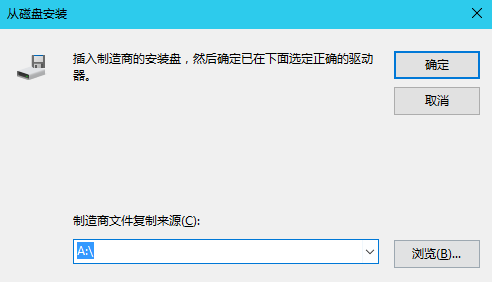 从磁盘安装
插入制造商的安装盘，然后确定已在下面选定正确的驱动
器。
确定
取消
制造商文件复制来源(C):
A:\
浏览(B)...